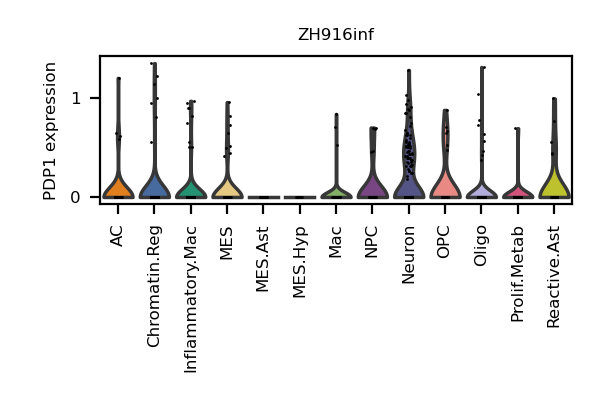 ZH916inf
PDP1 expression
1
0
AC
Chromatin.Reg
Inflammatory.Mac
MES
MES.Ast
MES.Hyp
Mac
NPC
Neuron
OPC
Oligo
Prolif.Metab
Reactive.Ast